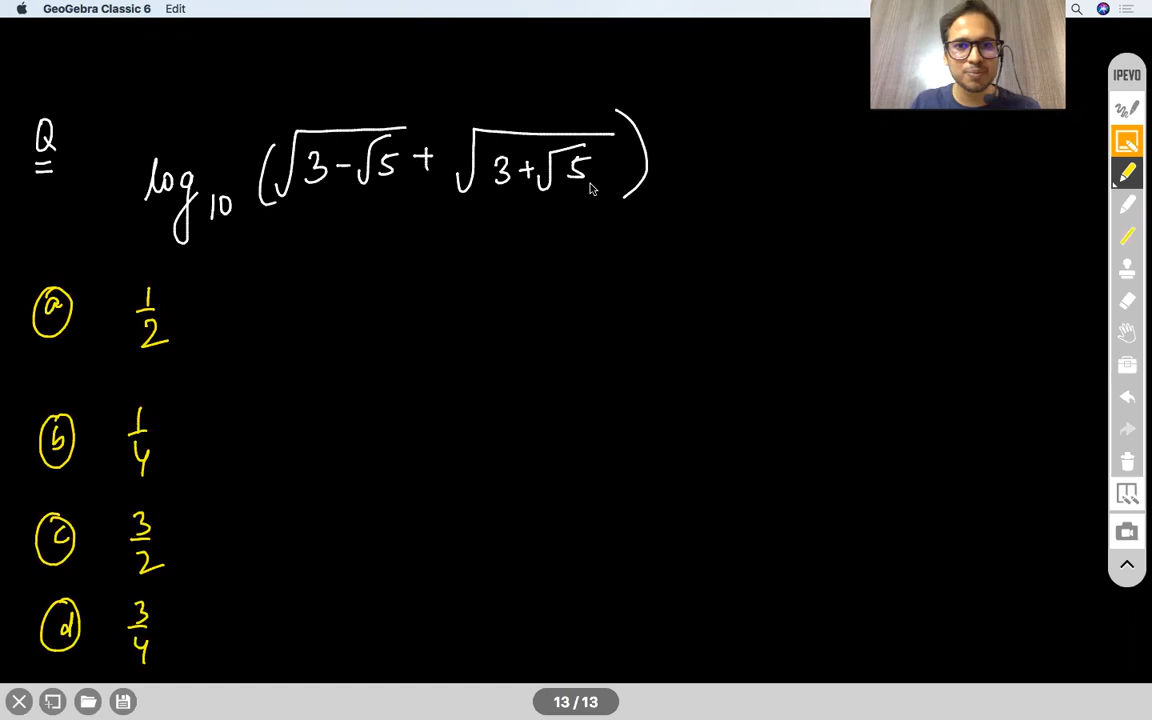 GeoGebra Classic 6 Edit
IPEVO
Q
log₁₀ (√(3-√5) + √(3+√5))
a 1/2
b 1/4
c 3/2
d 3/4
13 / 13